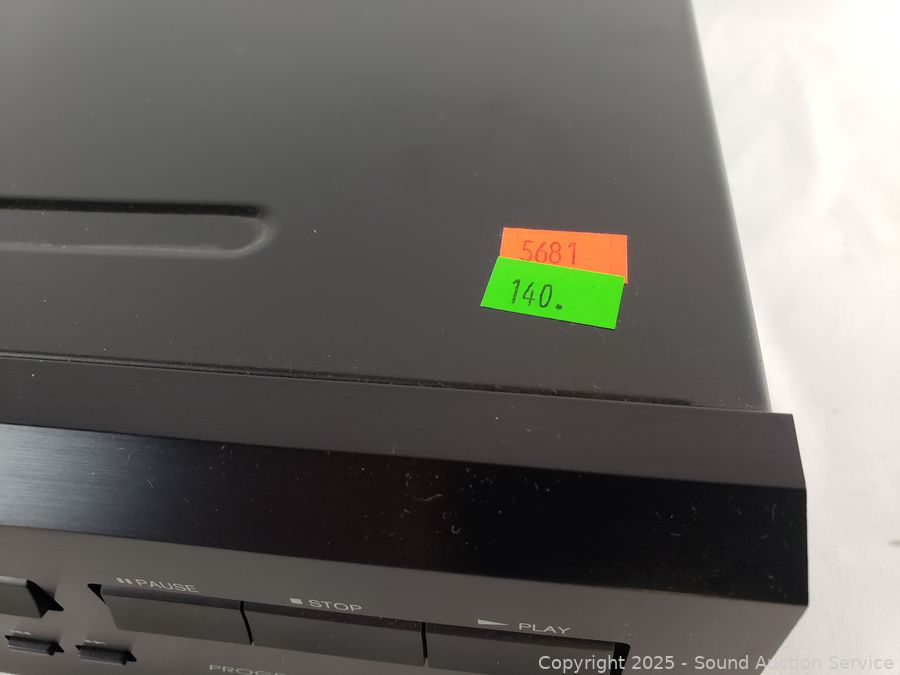 5681
140.
PAUSE
STOP
PLAY
Copyright 2025 - Sound Auction Service